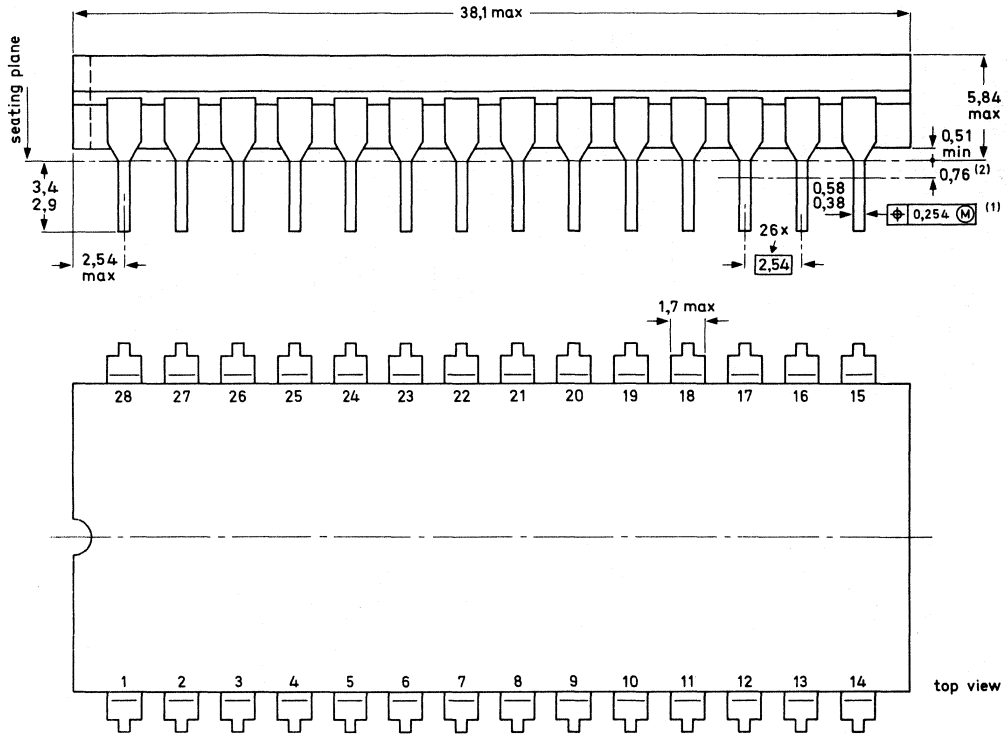 38,1 max
seating plane
5,84
max
0,51
min
0,76 (2)
3,4
2,9
0,58
0,38
0,254 M (1)
26x
2,54
max
2,54
1,7 max
28 27 26 25 24 23 22 21 20 19 18 17 16 15
1 2 3 4 5 6 7 8 9 10 11 12 13 14
top view